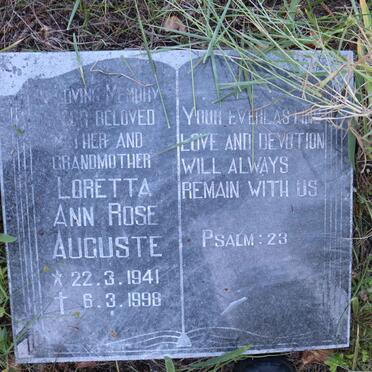 Loving Memory
Beloved
and
Grandmother
Loretta
Ann Rose
Auguste
22.3.1941
† 6.3.1998
Your Everlasting
Love and Devotion
Will Always
Remain With Us
Psalm:23